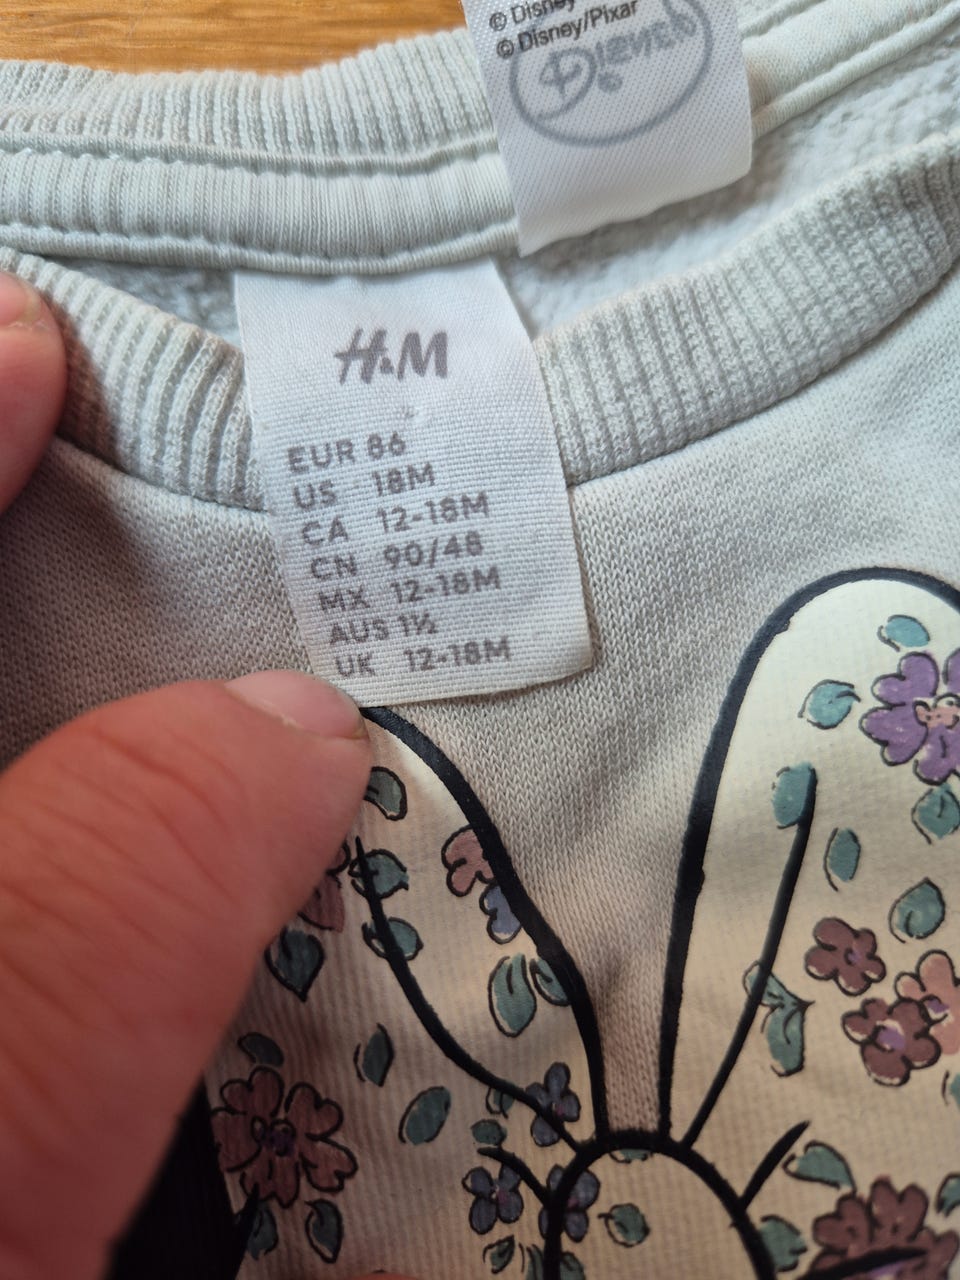 © Disney
© Disney/Pixar
Disney
H&M
EUR 86
US 18M
CA 12-18M
CN 90/48
MX 12-18M
AUS 1½
UK 12-18M